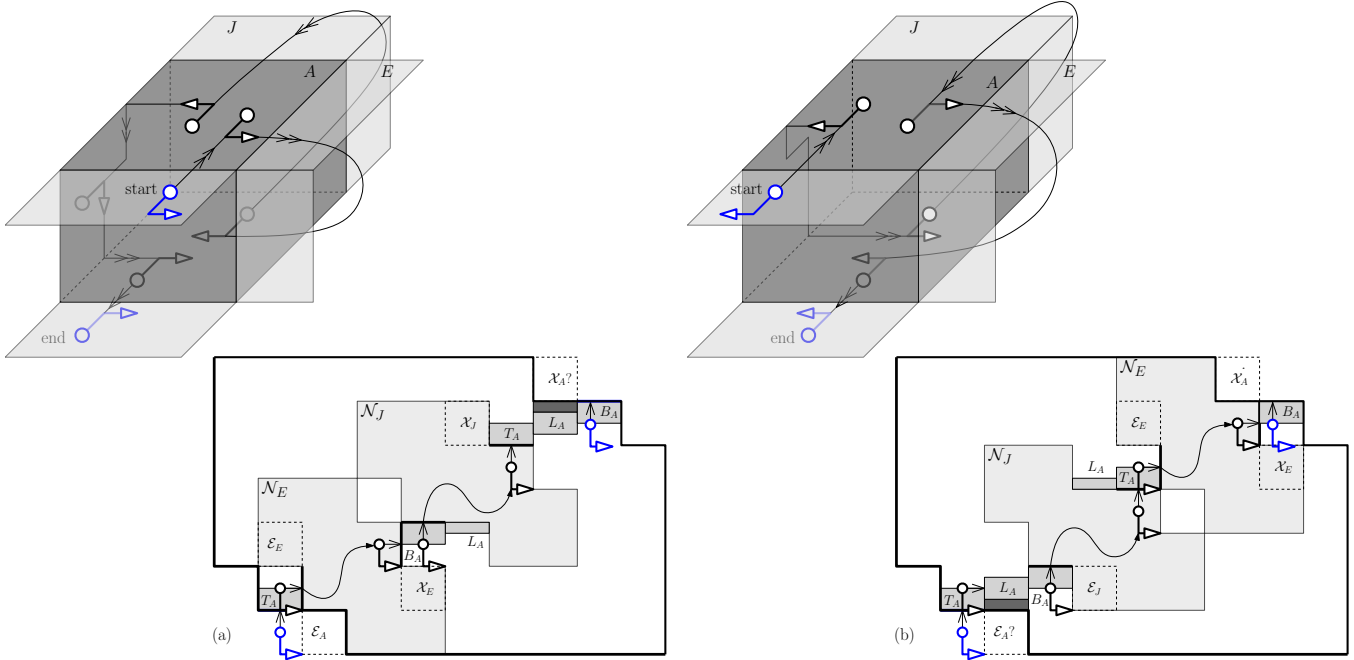 J
A
E
start
end
J
A
E
start
end
𝒳_A?
B_A
L_A
T_A
𝒳_J
𝒩_J
𝒩_E
ℰ_E
L_A
B_A
𝒳_E
T_A
ℰ_A
(a)
𝒩_E
𝒳_A
B_A
ℰ_E
𝒳_E
𝒩_J
L_A
T_A
L_A
T_A
B_A
ℰ_J
ℰ_A?
(b)